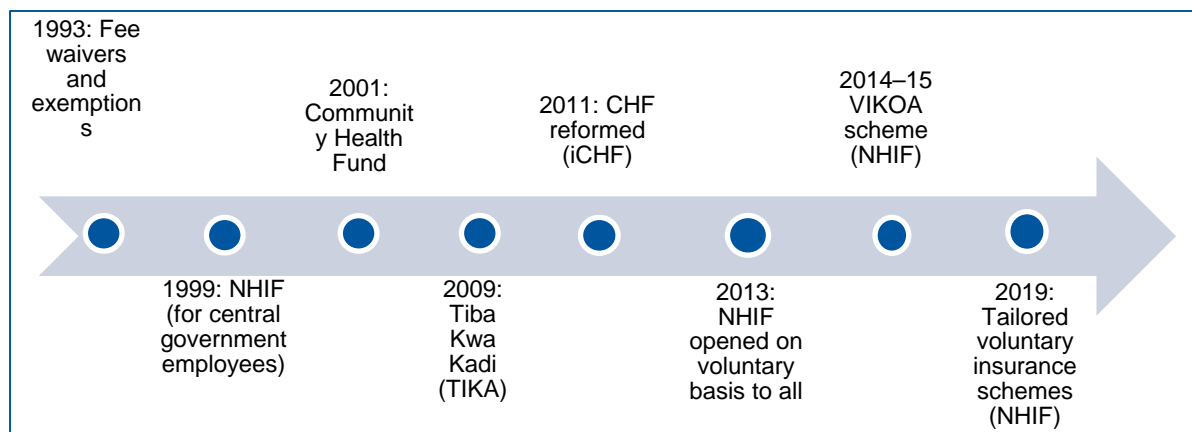 1993: Fee
waivers
and
exemption
s
1999: NHIF
(for central
government
employees)
2001:
Communit
y Health
Fund
2009:
Tiba
Kwa
Kadi
(TIKA)
2011: CHF
reformed
(iCHF)
2013:
NHIF
opened on
voluntary
basis to all
2014–15
VIKOA
scheme
(NHIF)
2019:
Tailored
voluntary
insurance
schemes
(NHIF)